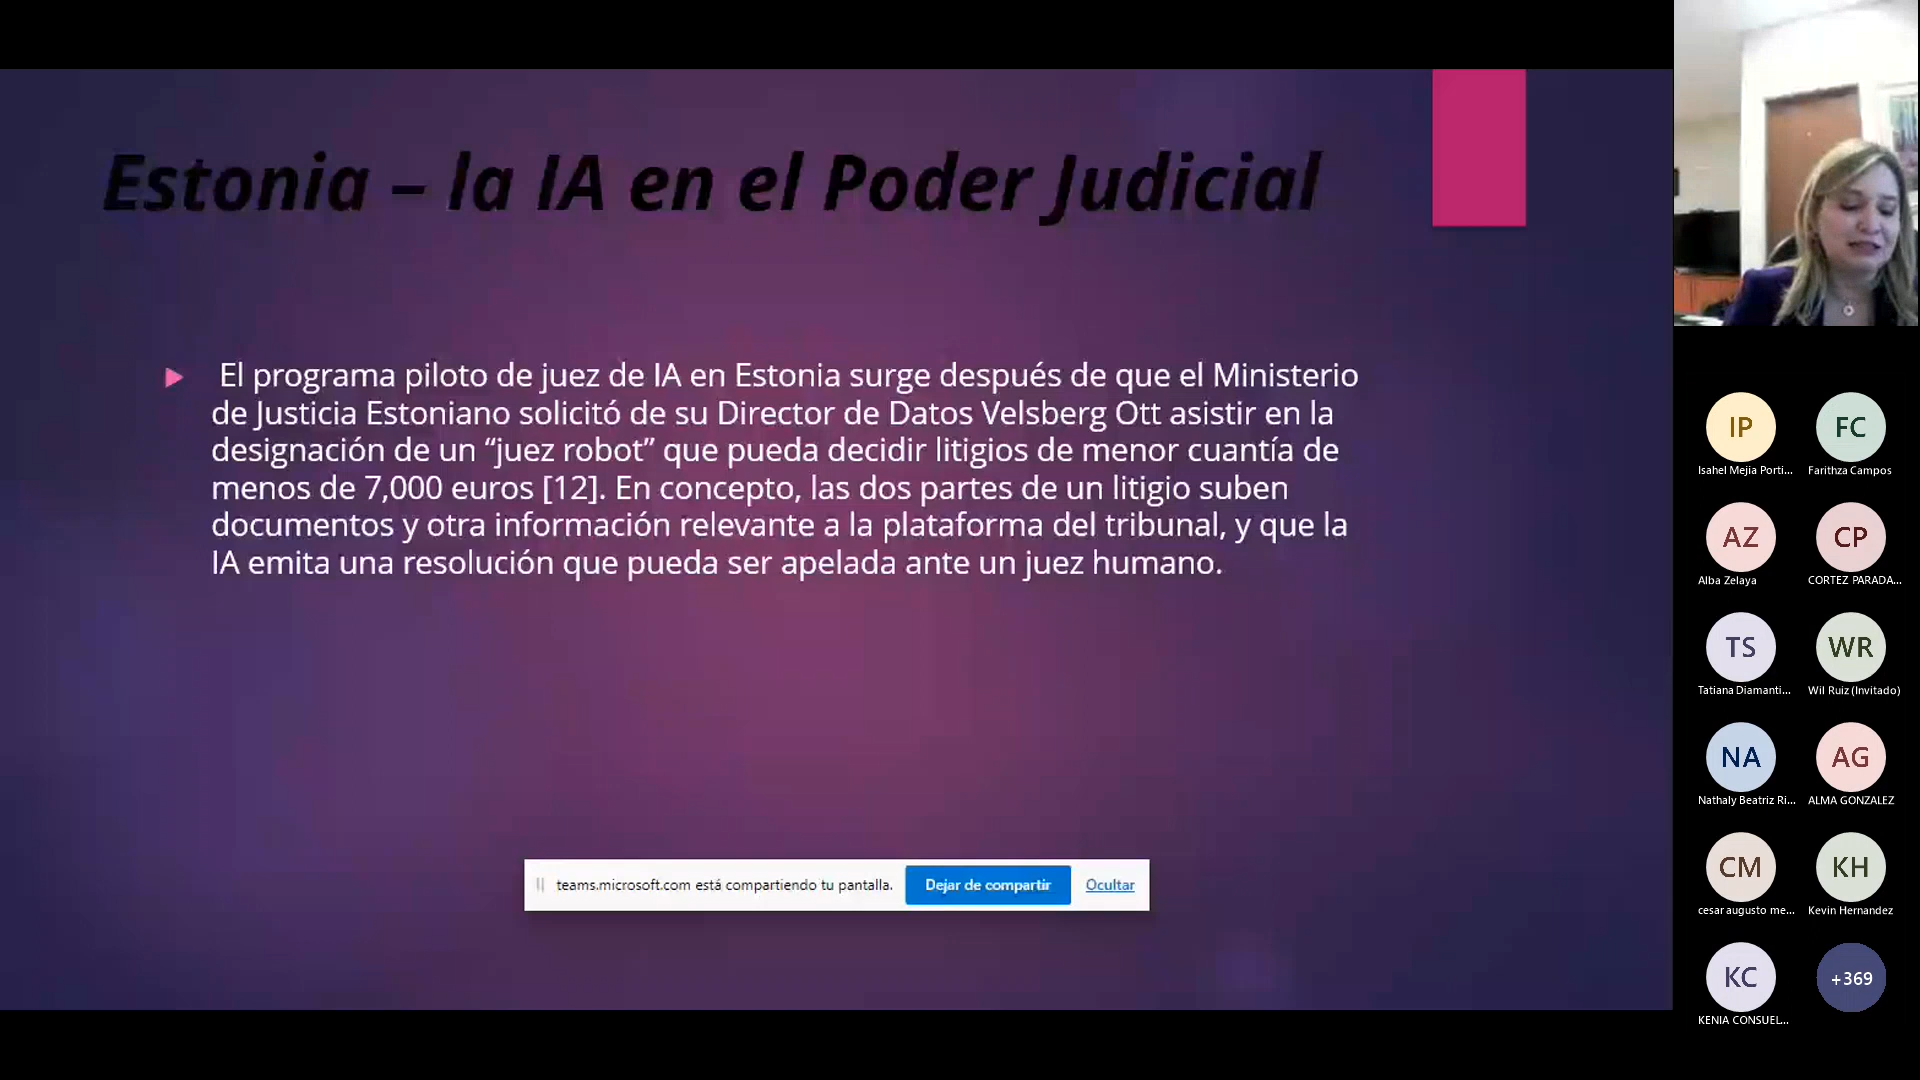 Estonia – la IA en el Poder Judicial
El programa piloto de juez de IA en Estonia surge después de que el Ministerio
de Justicia Estoniano solicitó de su Director de Datos Velsberg Ott asistir en la
designación de un “juez robot” que pueda decidir litigios de menor cuantía de
menos de 7,000 euros [12]. En concepto, las dos partes de un litigio suben
documentos y otra información relevante a la plataforma del tribunal, y que la
IA emita una resolución que pueda ser apelada ante un juez humano.
teams.microsoft.com está compartiendo tu pantalla.
Dejar de compartir
Ocultar
IP
Isahel Mejia Porti...
FC
Farithza Campos
AZ
Alba Zelaya
CP
CORTEZ PARADA...
TS
Tatiana Diamanti...
WR
Wil Ruiz (Invitado)
NA
Nathaly Beatriz Ri...
AG
ALMA GONZALEZ
CM
cesar augusto me...
KH
Kevin Hernandez
KC
KENIA CONSUEL...
+369